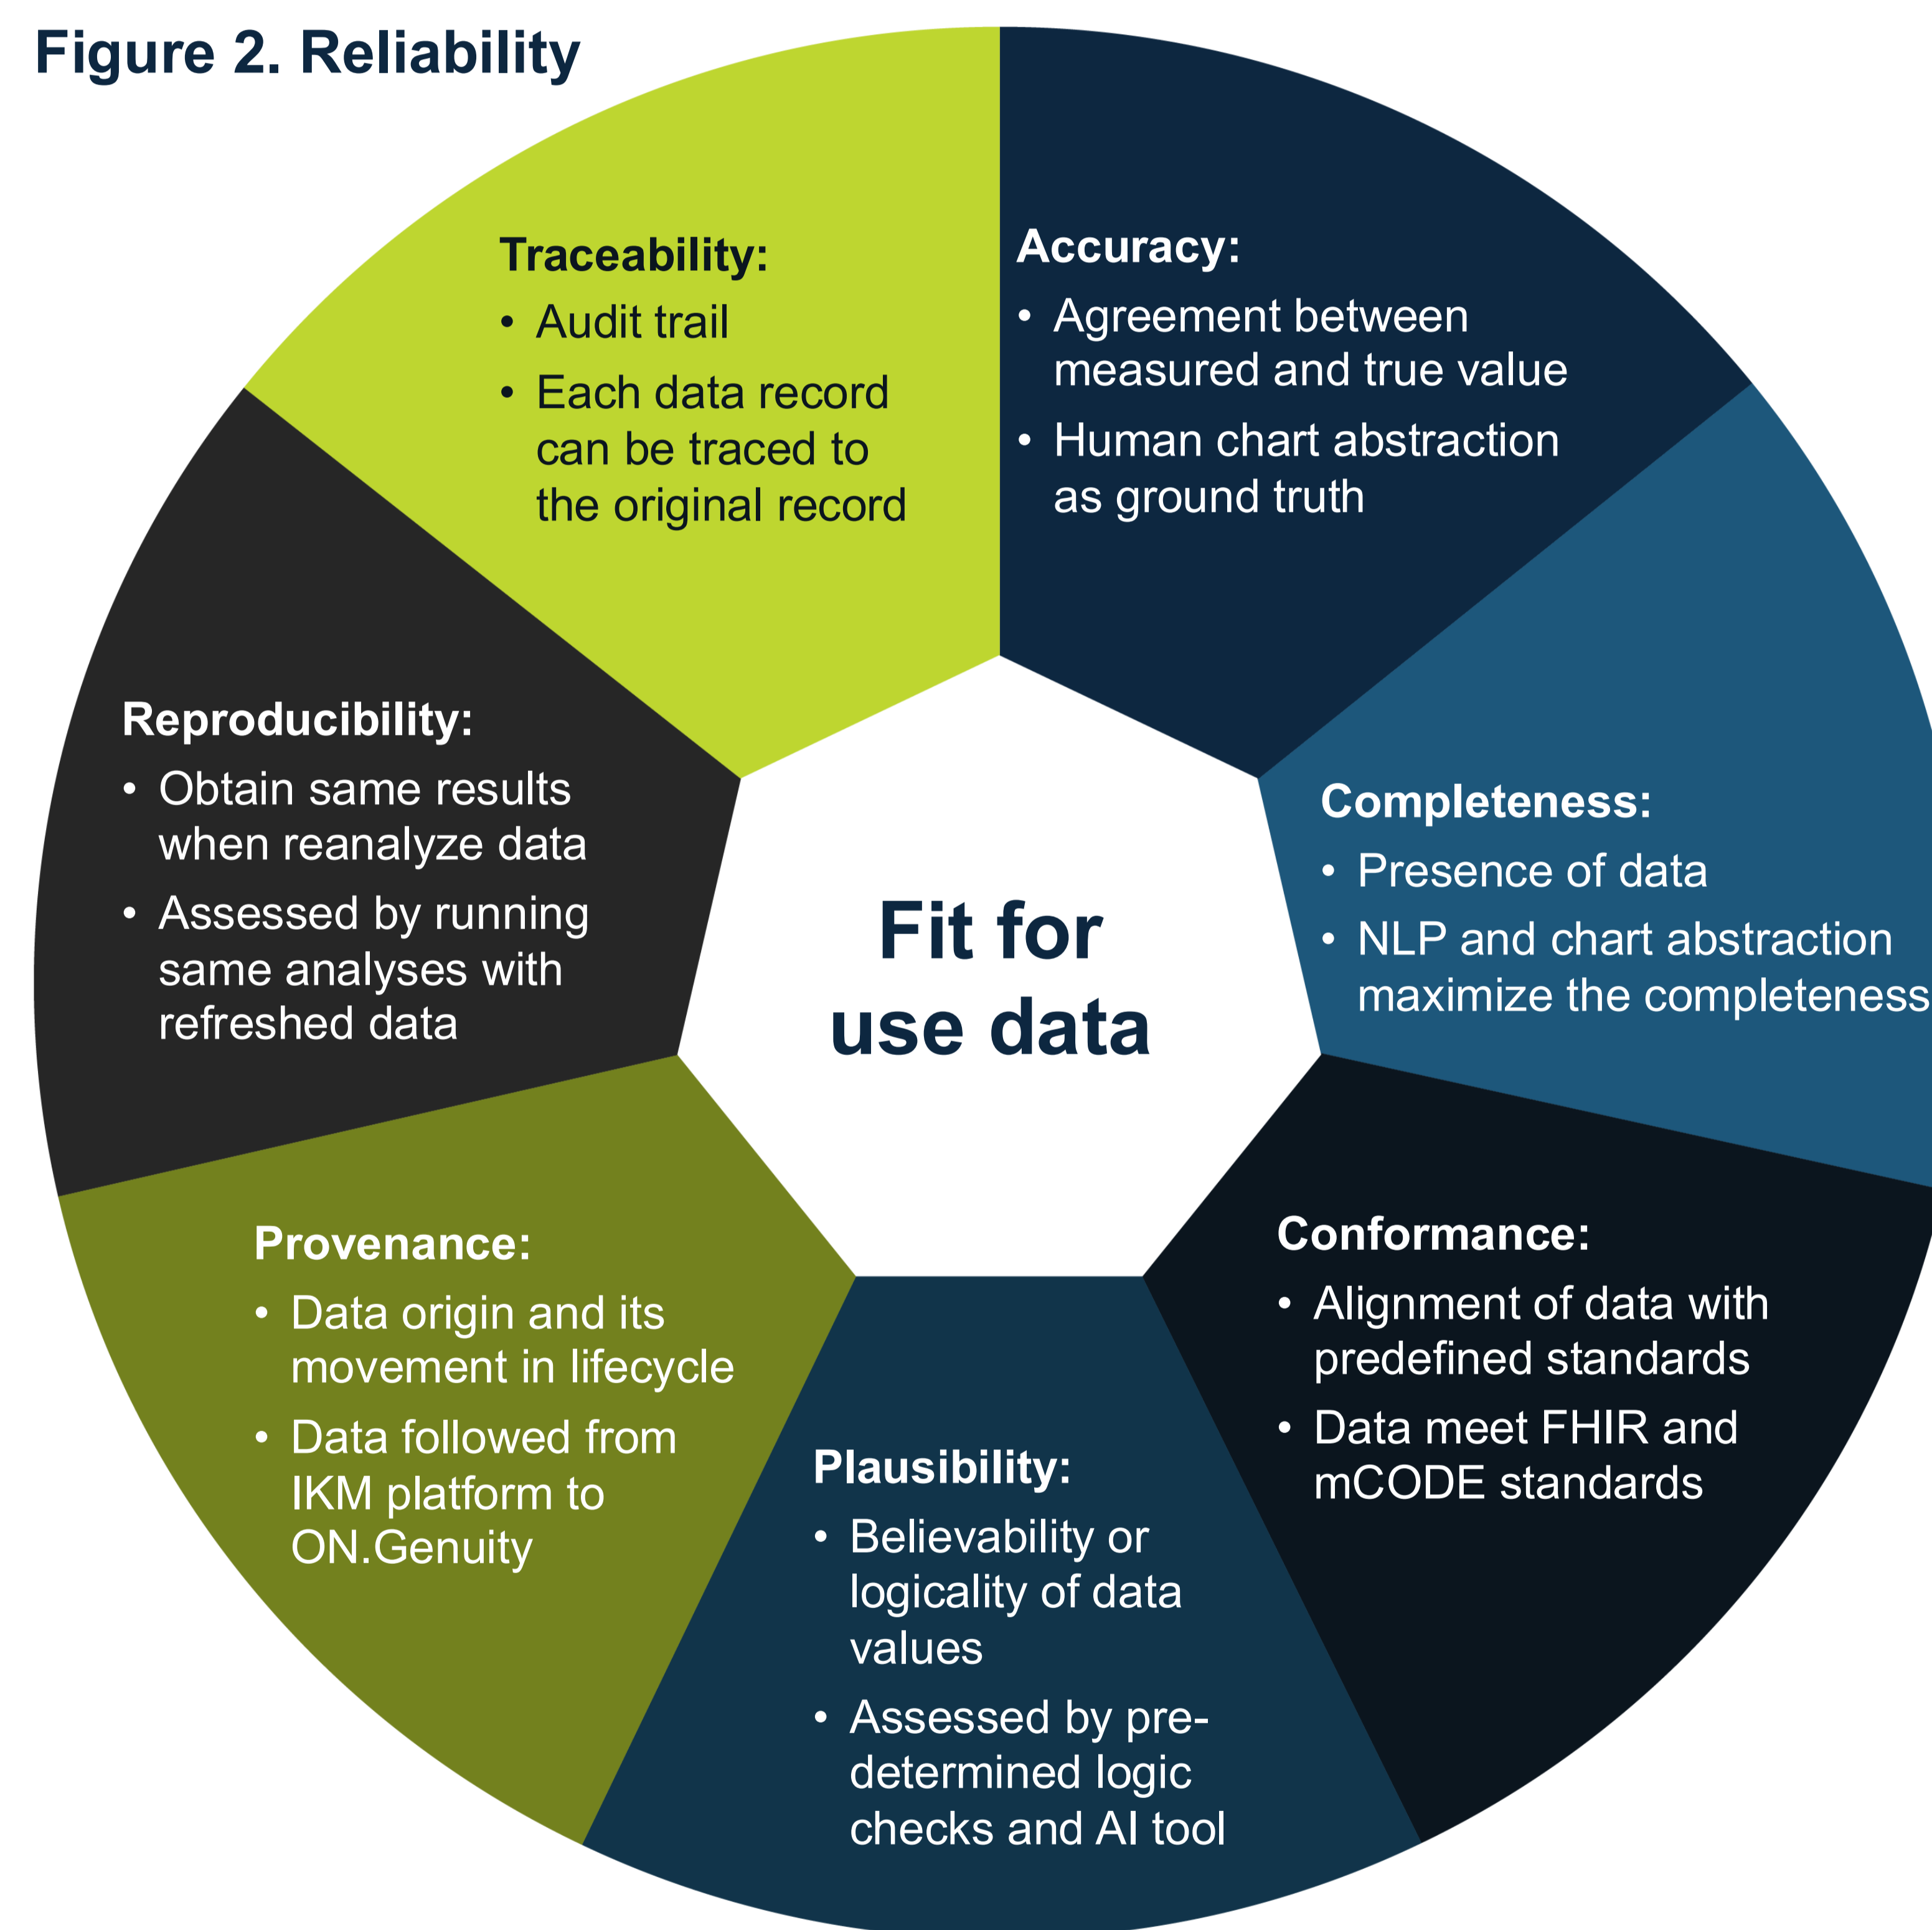 Figure 2. Reliability
Traceability:
• Audit trail
• Each data record
can be traced to
the original record
Accuracy:
• Agreement between
measured and true value
• Human chart abstraction
as ground truth
Reproducibility:
• Obtain same results
when reanalyze data
• Assessed by running
same analyses with
refreshed data
Completeness:
• Presence of data
• NLP and chart abstraction
maximize the completeness
Fit for
use data
Provenance:
• Data origin and its
movement in lifecycle
• Data followed from
IKM platform to
ON.Genuity
Conformance:
• Alignment of data with
predefined standards
• Data meet FHIR and
mCODE standards
Plausibility:
• Believability or
logicality of data
values
• Assessed by pre-
determined logic
checks and AI tool